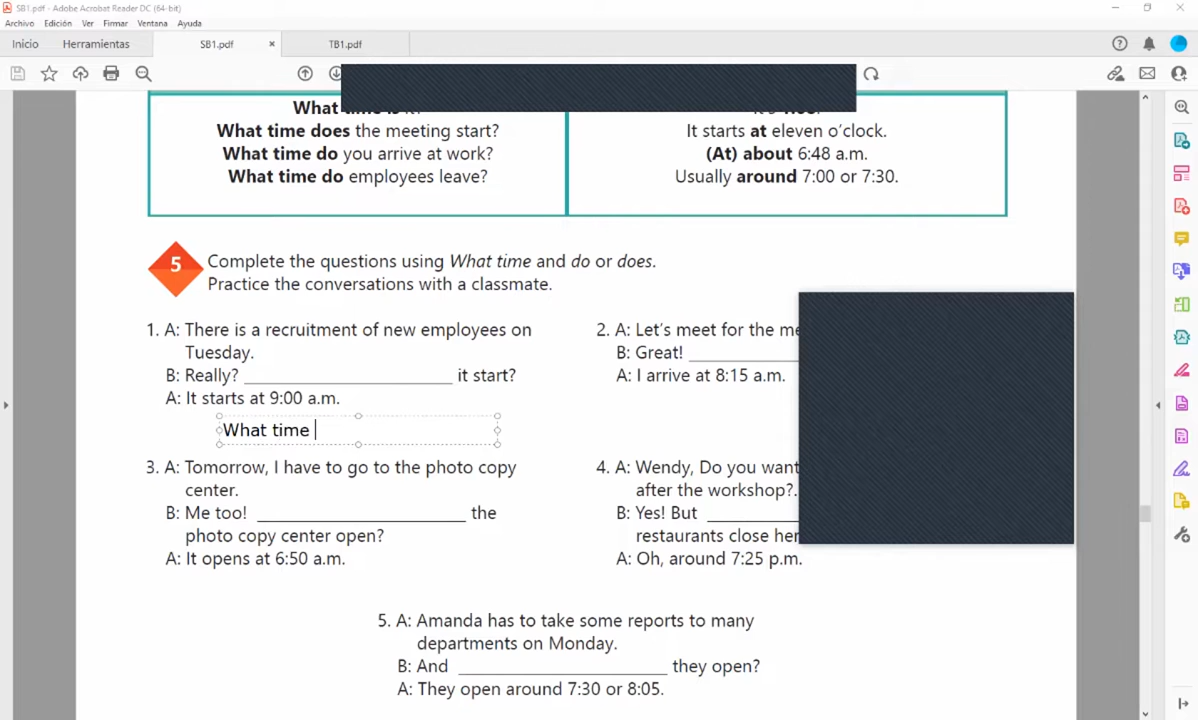 SB1.pdf - Adobe Acrobat Reader DC (64-bit)
Archivo Edición Ver Firmar Ventana Ayuda
Inicio Herramientas SB1.pdf × TB1.pdf
What time
What time does the meeting start?
What time do you arrive at work?
What time do employees leave?
It starts at eleven o'clock.
(At) about 6:48 a.m.
Usually around 7:00 or 7:30.
5 Complete the questions using What time and do or does.
Practice the conversations with a classmate.
1. A: There is a recruitment of new employees on
Tuesday.
B: Really? ____________________ it start?
A: It starts at 9:00 a.m.
What time
2. A: Let's meet for the
B: Great! ___________
A: I arrive at 8:15 a.m.
3. A: Tomorrow, I have to go to the photo copy
center.
B: Me too! ____________________ the
photo copy center open?
A: It opens at 6:50 a.m.
4. A: Wendy, Do you want
after the workshop?.
B: Yes! But __________
restaurants close
A: Oh, around 7:25 p.m.
5. A: Amanda has to take some reports to many
departments on Monday.
B: And ____________________ they open?
A: They open around 7:30 or 8:05.